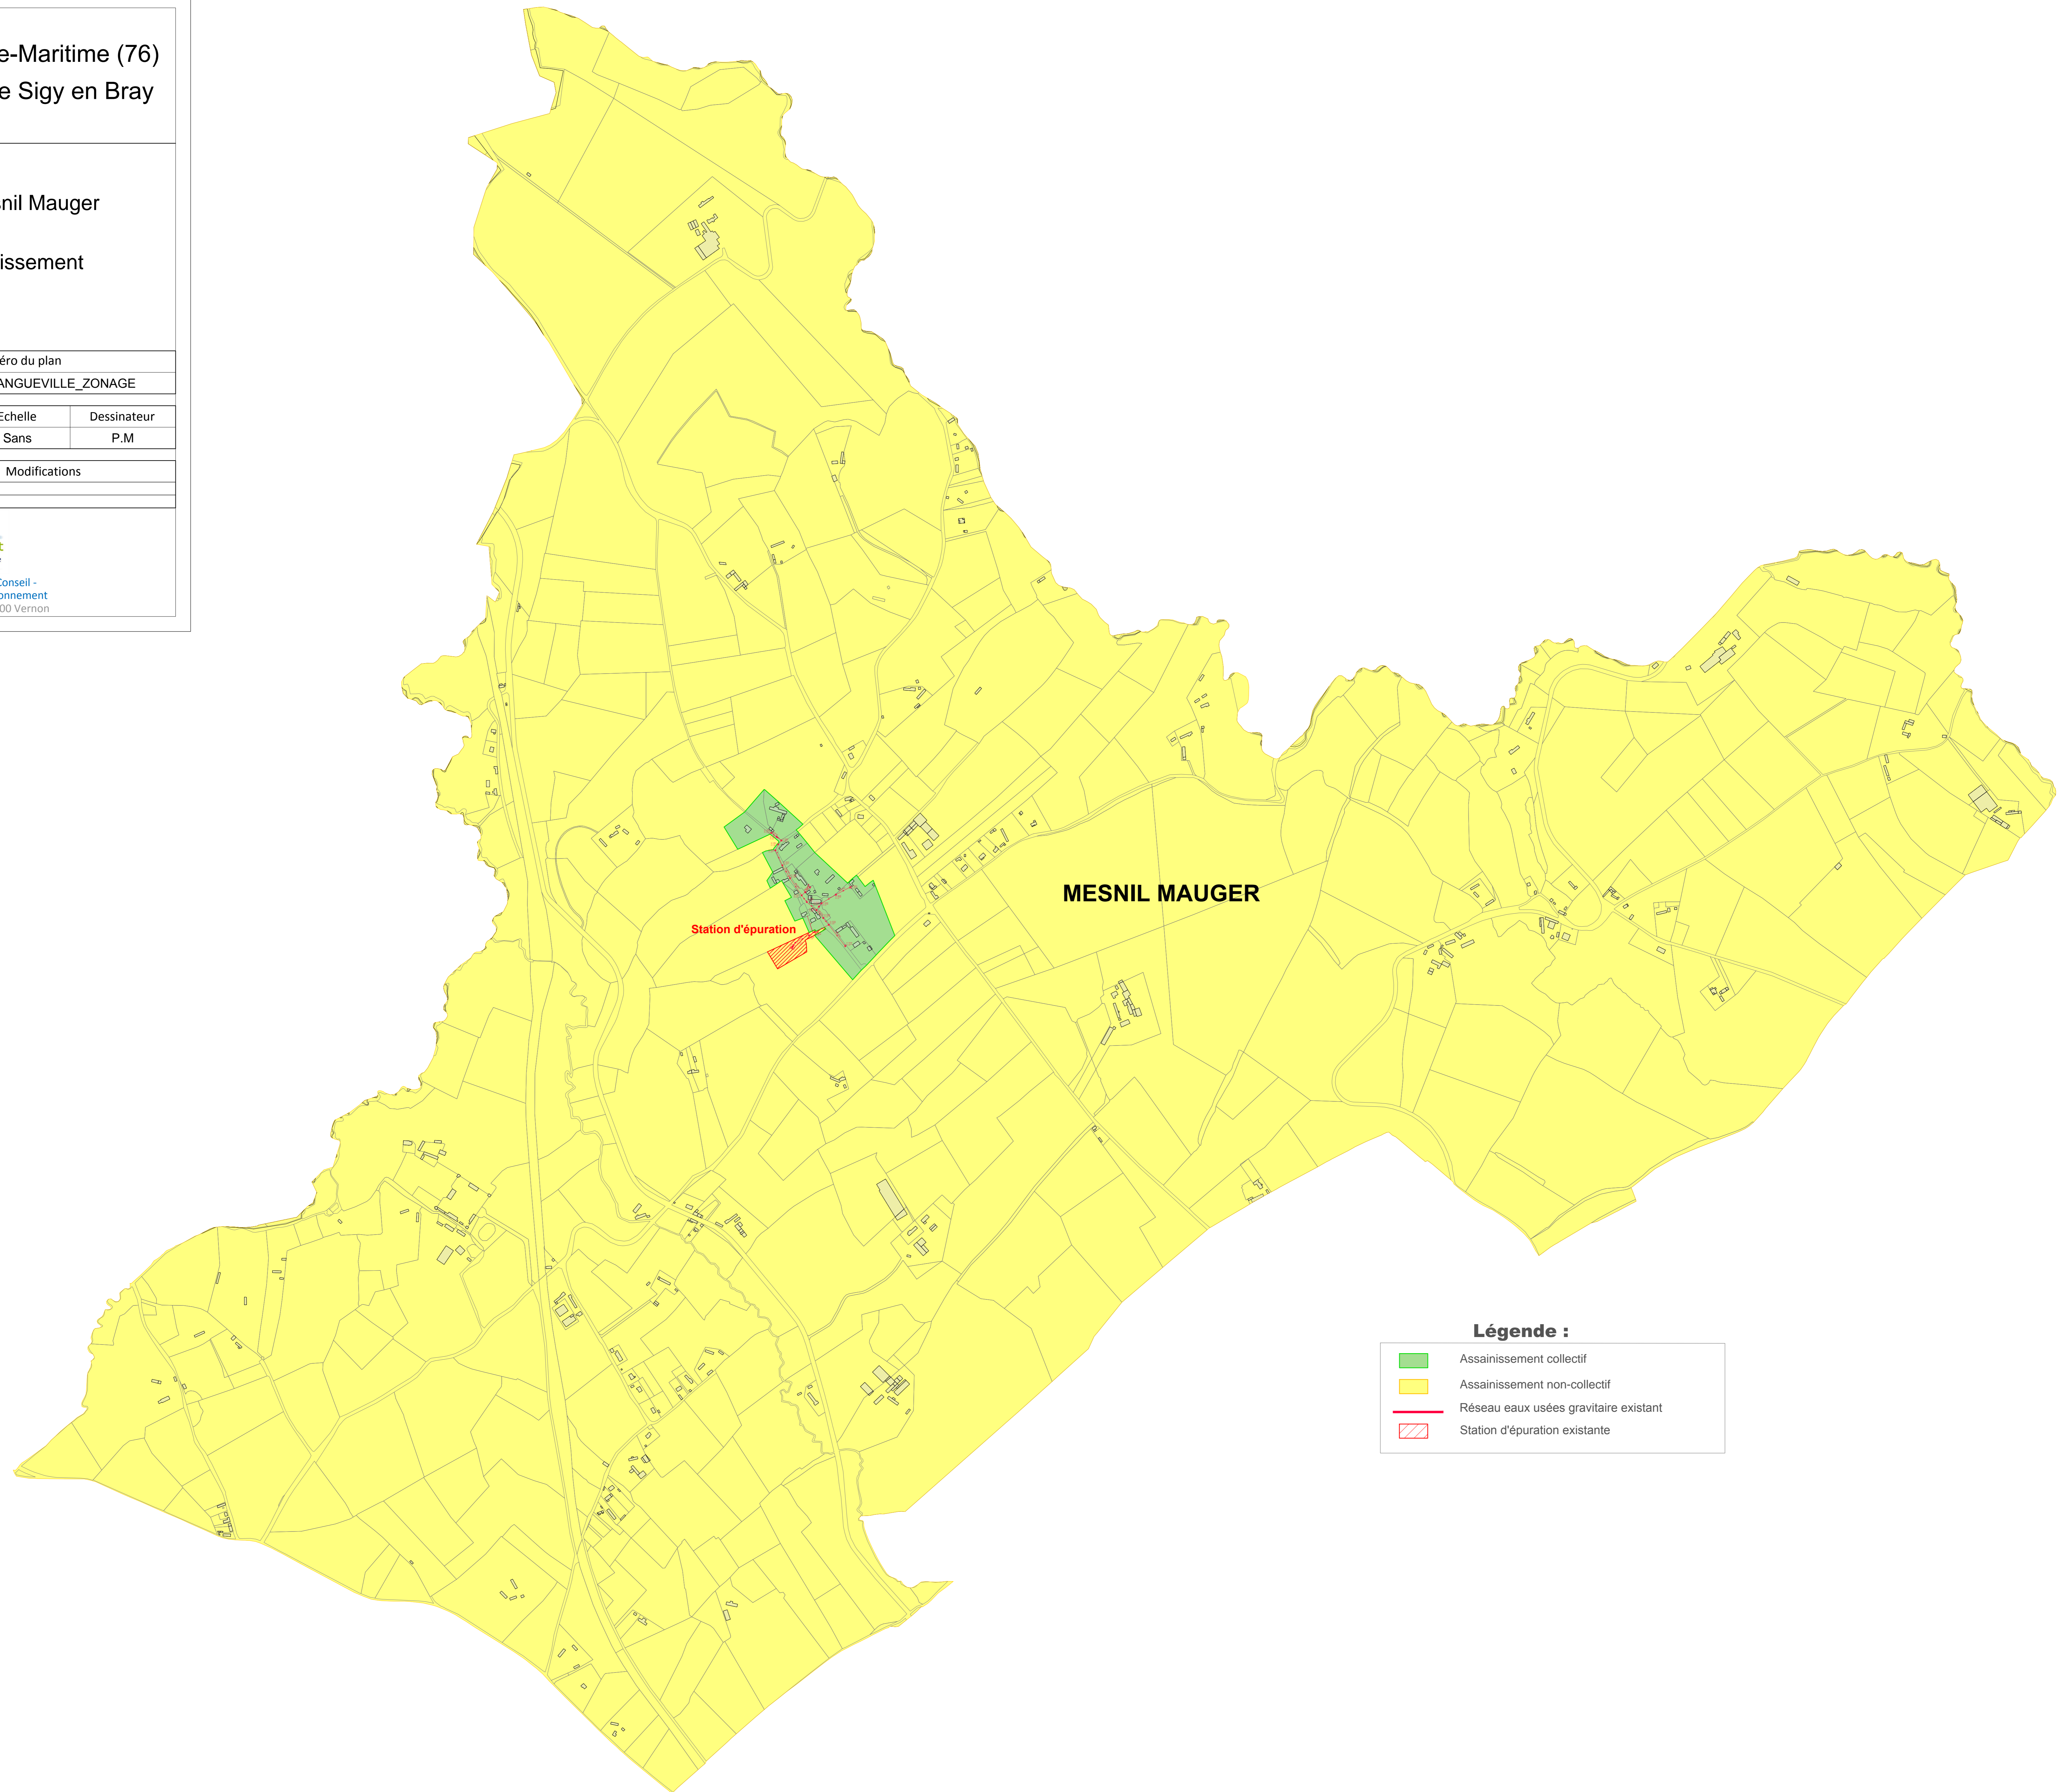 e-Maritime (76)
e Sigy en Bray
snil Mauger
issement
éro du plan
ANGUEVILLE_ZONAGE
Echelle Dessinateur
Sans P.M
Modifications
Conseil -
onnement
00 Vernon
MESNIL MAUGER
Station d'épuration
Légende :
Assainissement collectif
Assainissement non-collectif
Réseau eaux usées gravitaire existant
Station d'épuration existante